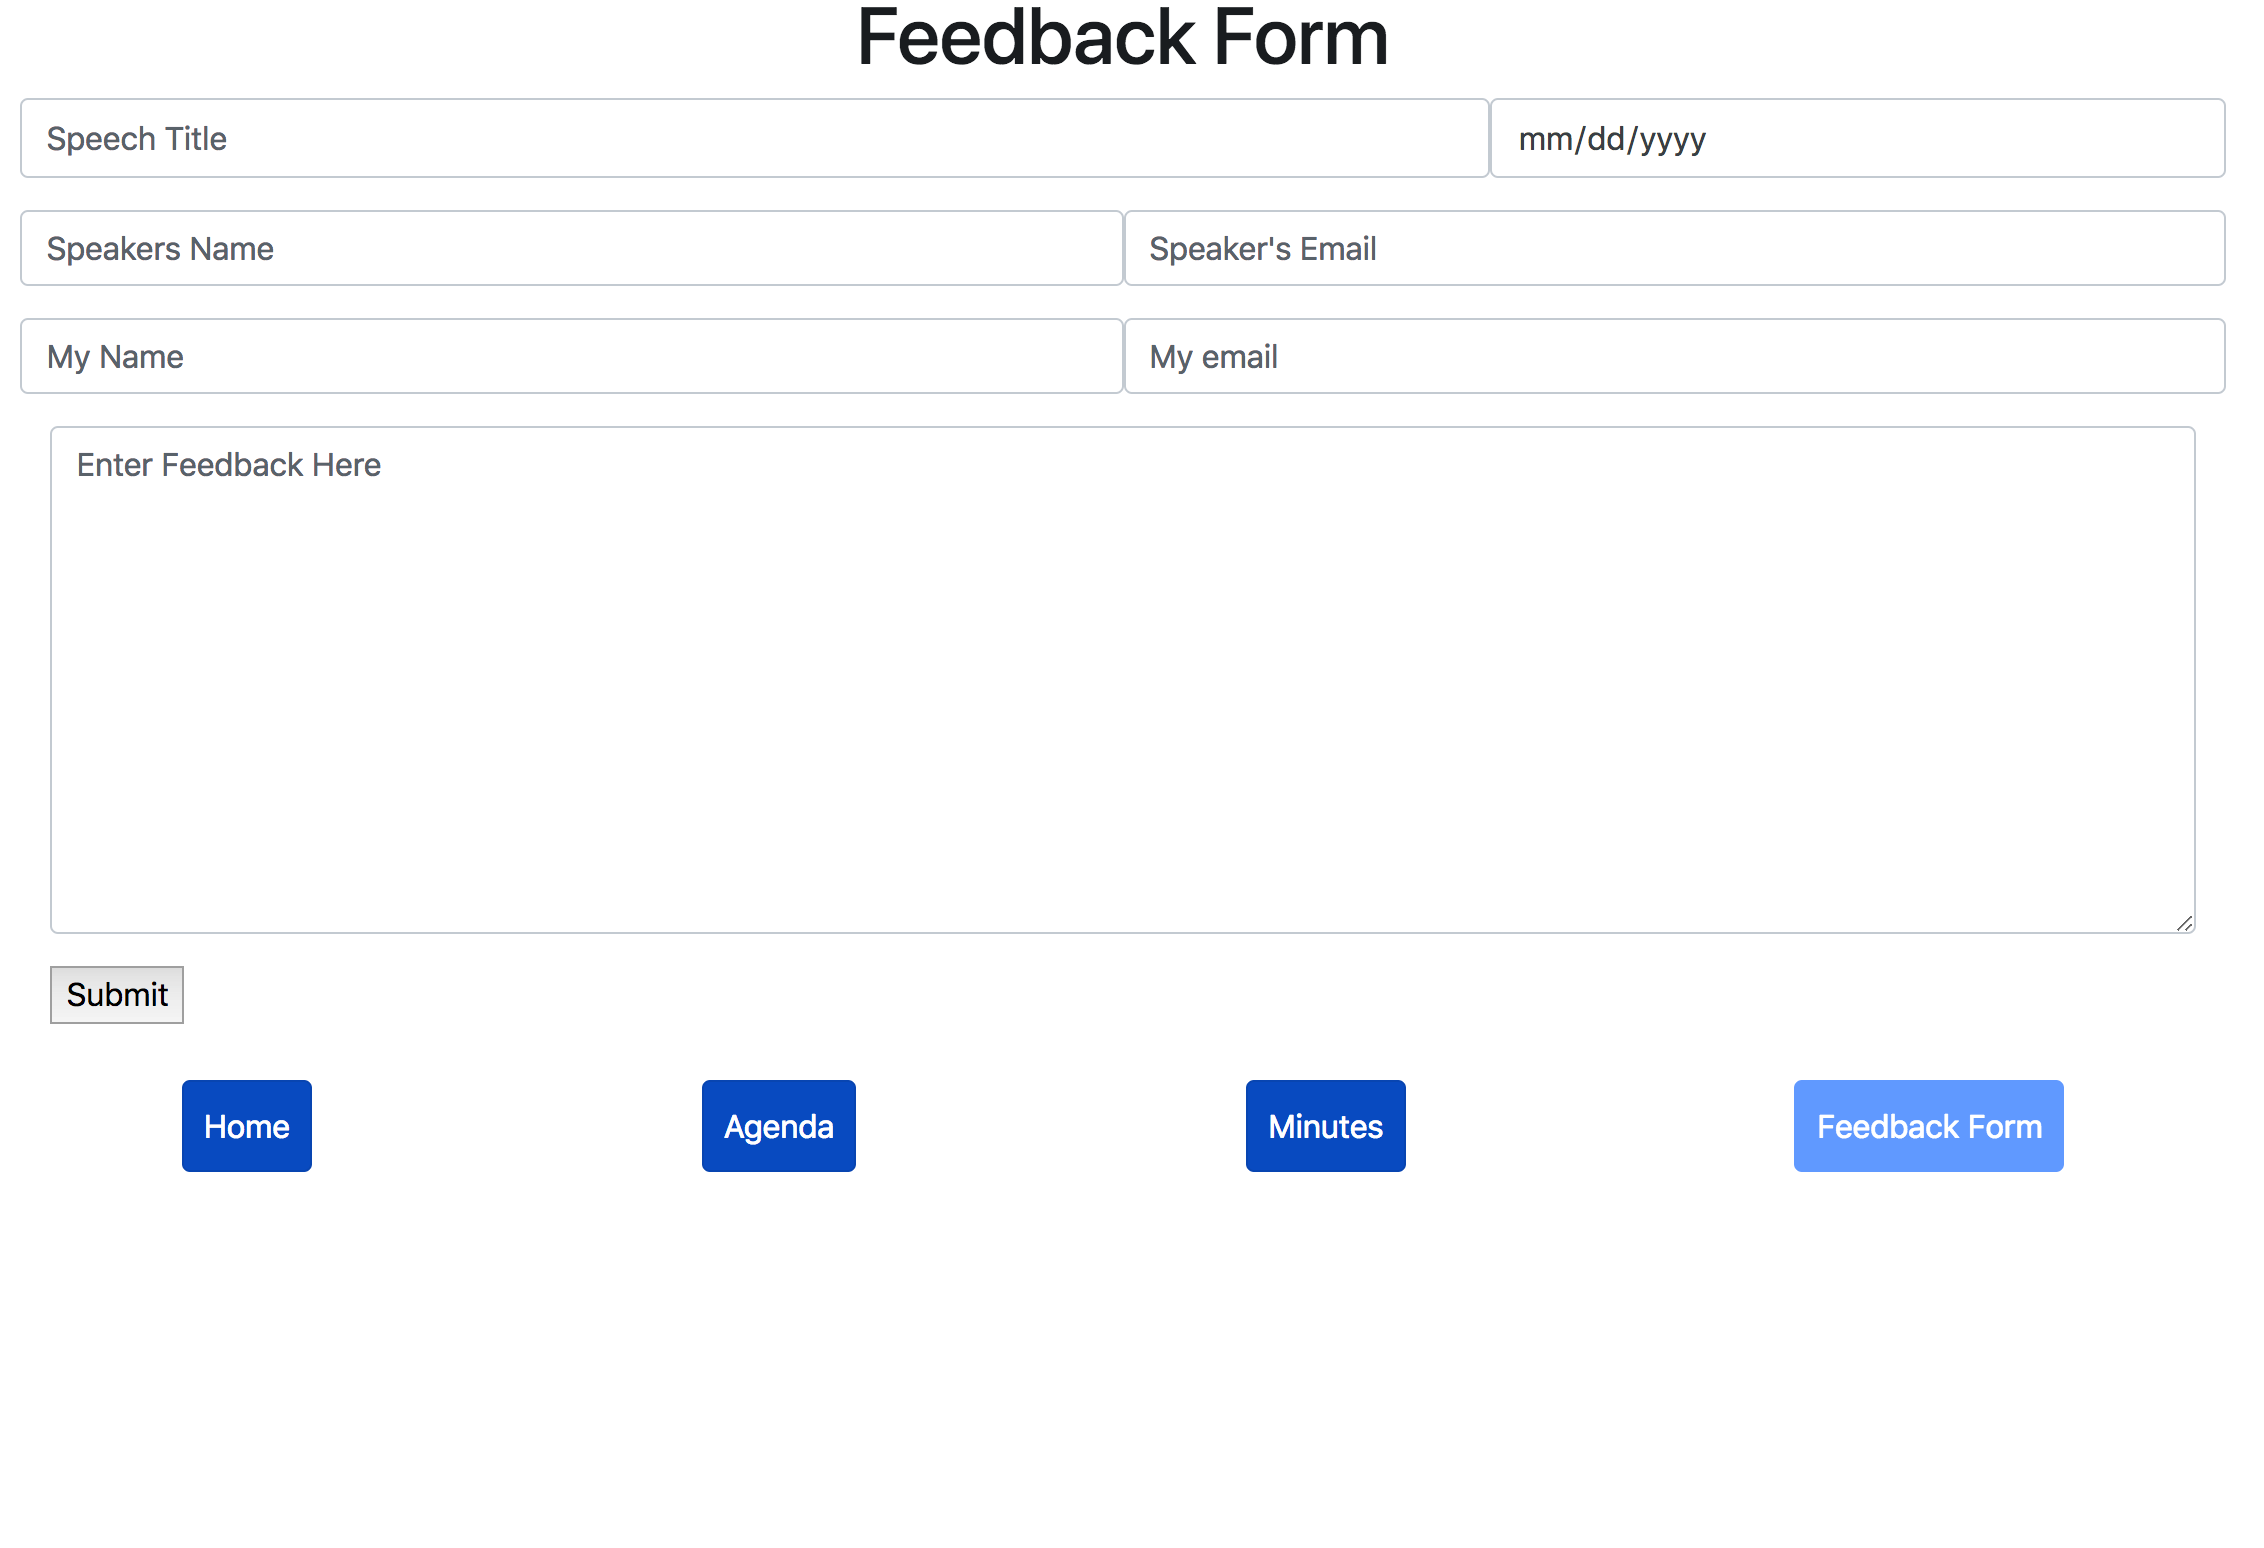 Feedback Form
Speech Title mm/dd/yyyy
Speakers Name Speaker's Email
My Name My email
Enter Feedback Here
Submit
Home Agenda Minutes Feedback Form